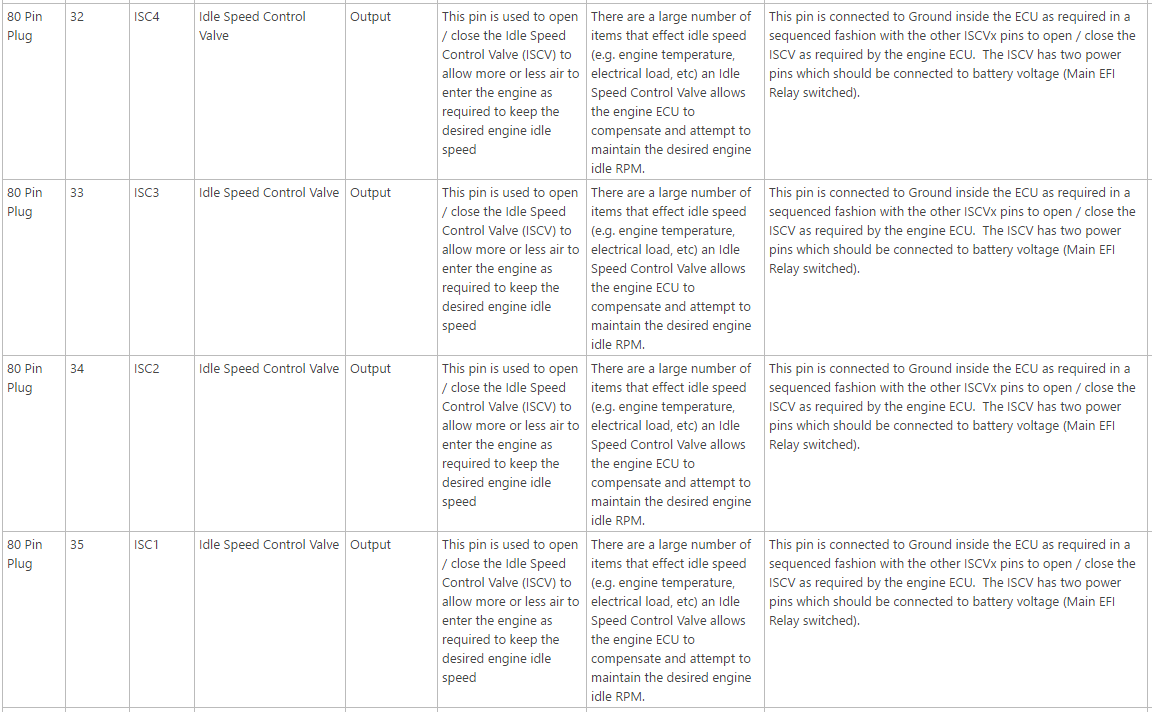 80 Pin
Plug
32
ISC4
Idle Speed Control
Valve
Output
This pin is used to open
/ close the Idle Speed
Control Valve (ISCV) to
allow more or less air to
enter the engine as
required to keep the
desired engine idle
speed
There are a large number of
items that effect idle speed
(e.g. engine temperature,
electrical load, etc) an Idle
Speed Control Valve allows
the engine ECU to
compensate and attempt to
maintain the desired engine
idle RPM.
This pin is connected to Ground inside the ECU as required in a
sequenced fashion with the other ISCVx pins to open / close the
ISCV as required by the engine ECU.  The ISCV has two power
pins which should be connected to battery voltage (Main EFI
Relay switched).
80 Pin
Plug
33
ISC3
Idle Speed Control Valve
Output
This pin is used to open
/ close the Idle Speed
Control Valve (ISCV) to
allow more or less air to
enter the engine as
required to keep the
desired engine idle
speed
There are a large number of
items that effect idle speed
(e.g. engine temperature,
electrical load, etc) an Idle
Speed Control Valve allows
the engine ECU to
compensate and attempt to
maintain the desired engine
idle RPM.
This pin is connected to Ground inside the ECU as required in a
sequenced fashion with the other ISCVx pins to open / close the
ISCV as required by the engine ECU.  The ISCV has two power
pins which should be connected to battery voltage (Main EFI
Relay switched).
80 Pin
Plug
34
ISC2
Idle Speed Control Valve
Output
This pin is used to open
/ close the Idle Speed
Control Valve (ISCV) to
allow more or less air to
enter the engine as
required to keep the
desired engine idle
speed
There are a large number of
items that effect idle speed
(e.g. engine temperature,
electrical load, etc) an Idle
Speed Control Valve allows
the engine ECU to
compensate and attempt to
maintain the desired engine
idle RPM.
This pin is connected to Ground inside the ECU as required in a
sequenced fashion with the other ISCVx pins to open / close the
ISCV as required by the engine ECU.  The ISCV has two power
pins which should be connected to battery voltage (Main EFI
Relay switched).
80 Pin
Plug
35
ISC1
Idle Speed Control Valve
Output
This pin is used to open
/ close the Idle Speed
Control Valve (ISCV) to
allow more or less air to
enter the engine as
required to keep the
desired engine idle
speed
There are a large number of
items that effect idle speed
(e.g. engine temperature,
electrical load, etc) an Idle
Speed Control Valve allows
the engine ECU to
compensate and attempt to
maintain the desired engine
idle RPM.
This pin is connected to Ground inside the ECU as required in a
sequenced fashion with the other ISCVx pins to open / close the
ISCV as required by the engine ECU.  The ISCV has two power
pins which should be connected to battery voltage (Main EFI
Relay switched).